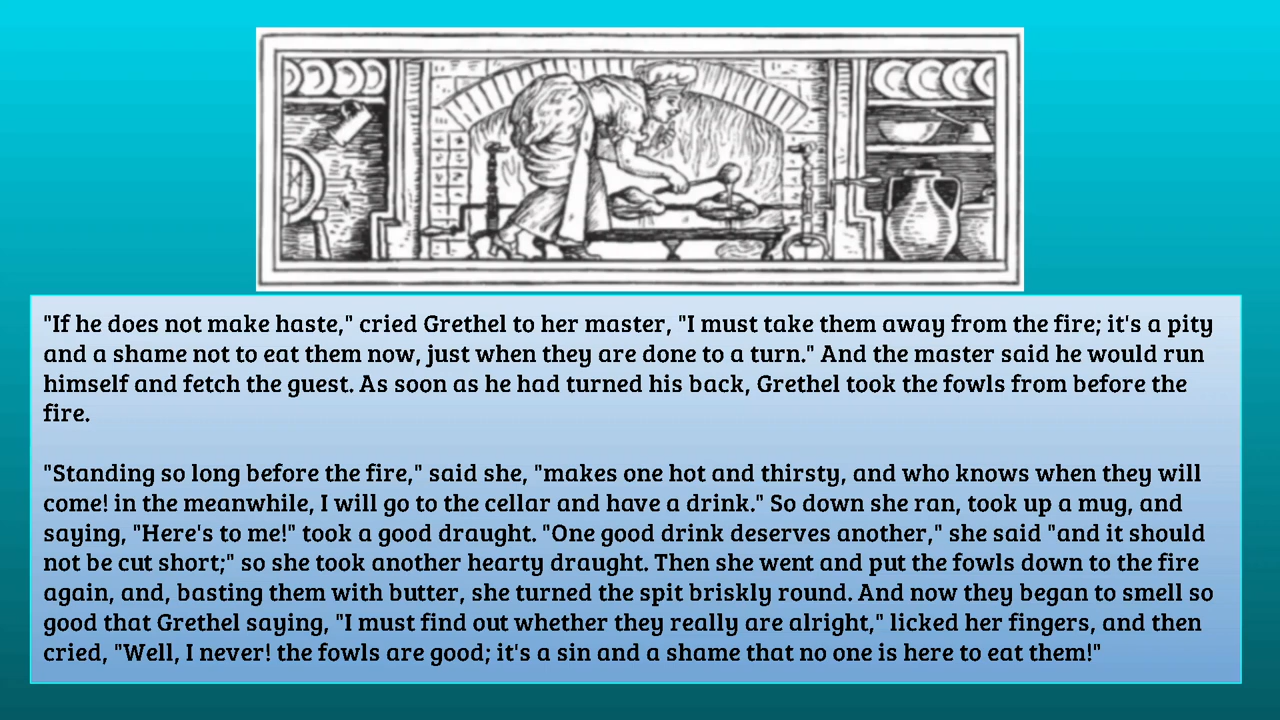 "If he does not make haste," cried Grethel to her master, "I must take them away from the fire; it's a pity
and a shame not to eat them now, just when they are done to a turn." And the master said he would run
himself and fetch the guest. As soon as he had turned his back, Grethel took the fowls from before the
fire.
"Standing so long before the fire," said she, "makes one hot and thirsty, and who knows when they will
come! in the meanwhile, I will go to the cellar and have a drink." So down she ran, took up a mug, and
saying, "Here's to me!" took a good draught. "One good drink deserves another," she said "and it should
not be cut short;" so she took another hearty draught. Then she went and put the fowls down to the fire
again, and, basting them with butter, she turned the spit briskly round. And now they began to smell so
good that Grethel saying, "I must find out whether they really are alright," licked her fingers, and then
cried, "Well, I never! the fowls are good; it's a sin and a shame that no one is here to eat them!"